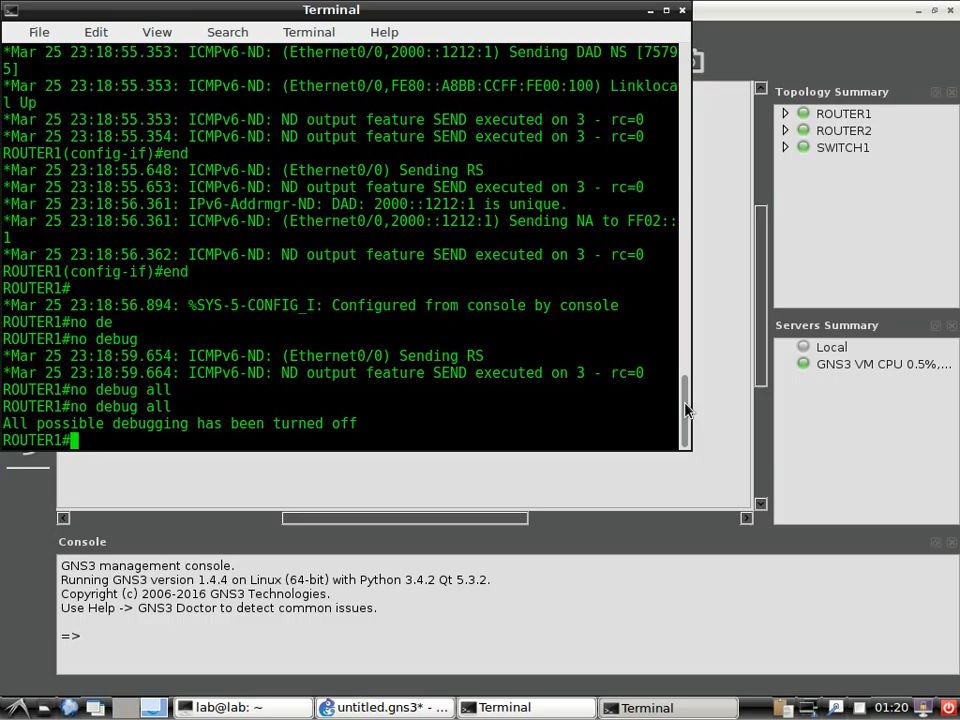 Terminal
File Edit View Search Terminal Help
*Mar 25 23:18:55.353: ICMPv6-ND: (Ethernet0/0,2000::1212:1) Sending DAD NS [7579
5]
*Mar 25 23:18:55.353: ICMPv6-ND: (Ethernet0/0,FE80::A8BB:CCFF:FE00:100) Linkloca
l Up
*Mar 25 23:18:55.353: ICMPv6-ND: ND output feature SEND executed on 3 - rc=0
*Mar 25 23:18:55.354: ICMPv6-ND: ND output feature SEND executed on 3 - rc=0
ROUTER1(config-if)#end
*Mar 25 23:18:55.648: ICMPv6-ND: (Ethernet0/0) Sending RS
*Mar 25 23:18:55.653: ICMPv6-ND: ND output feature SEND executed on 3 - rc=0
*Mar 25 23:18:56.361: IPv6-Addrmgr-ND: DAD: 2000::1212:1 is unique.
*Mar 25 23:18:56.361: ICMPv6-ND: (Ethernet0/0,2000::1212:1) Sending NA to FF02::
1
*Mar 25 23:18:56.362: ICMPv6-ND: ND output feature SEND executed on 3 - rc=0
ROUTER1(config-if)#end
ROUTER1#
*Mar 25 23:18:56.894: %SYS-5-CONFIG_I: Configured from console by console
ROUTER1#no de
ROUTER1#no debug
*Mar 25 23:18:59.654: ICMPv6-ND: (Ethernet0/0) Sending RS
*Mar 25 23:18:59.664: ICMPv6-ND: ND output feature SEND executed on 3 - rc=0
ROUTER1#no debug all
ROUTER1#no debug all
All possible debugging has been turned off
ROUTER1#
Topology Summary
ROUTER1
ROUTER2
SWITCH1
Servers Summary
Local
GNS3 VM CPU 0.5%,...
Console
GNS3 management console.
Running GNS3 version 1.4.4 on Linux (64-bit) with Python 3.4.2 Qt 5.3.2.
Copyright (c) 2006-2016 GNS3 Technologies.
Use Help -> GNS3 Doctor to detect common issues.
=>
lab@lab: ~
untitled.gns3* - ...
Terminal
Terminal
01:20